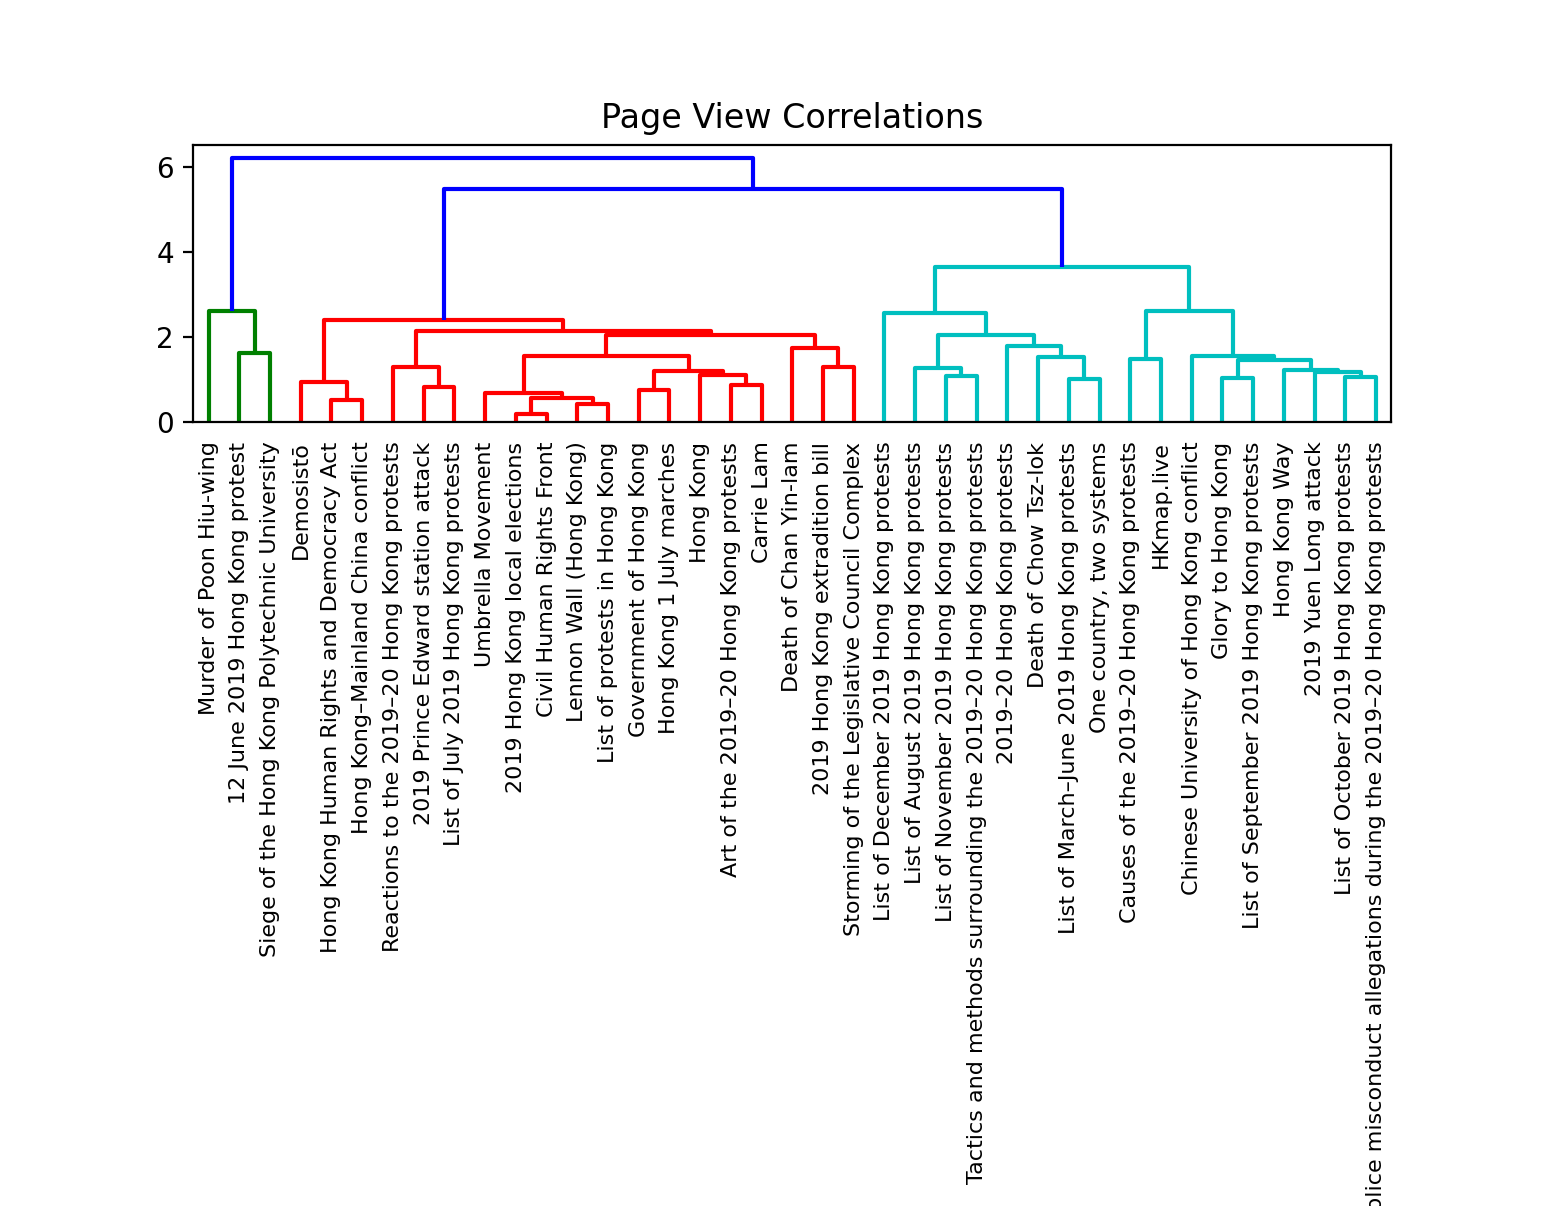 Page View Correlations
6
4
2
0
Murder of Poon Hiu-wing
12 June 2019 Hong Kong protest
Siege of the Hong Kong Polytechnic University
Demosistō
Hong Kong Human Rights and Democracy Act
Hong Kong–Mainland China conflict
Reactions to the 2019–20 Hong Kong protests
2019 Prince Edward station attack
List of July 2019 Hong Kong protests
Umbrella Movement
2019 Hong Kong local elections
Civil Human Rights Front
Lennon Wall (Hong Kong)
List of protests in Hong Kong
Government of Hong Kong
Hong Kong 1 July marches
Hong Kong
Art of the 2019–20 Hong Kong protests
Carrie Lam
Death of Chan Yin-lam
2019 Hong Kong extradition bill
Storming of the Legislative Council Complex
List of December 2019 Hong Kong protests
List of August 2019 Hong Kong protests
List of November 2019 Hong Kong protests
Tactics and methods surrounding the 2019–20 Hong Kong protests
2019–20 Hong Kong protests
Death of Chow Tsz-lok
List of March–June 2019 Hong Kong protests
One country, two systems
Causes of the 2019–20 Hong Kong protests
HKmap.live
Chinese University of Hong Kong conflict
Glory to Hong Kong
List of September 2019 Hong Kong protests
Hong Kong Way
2019 Yuen Long attack
List of October 2019 Hong Kong protests
olice misconduct allegations during the 2019–20 Hong Kong protests